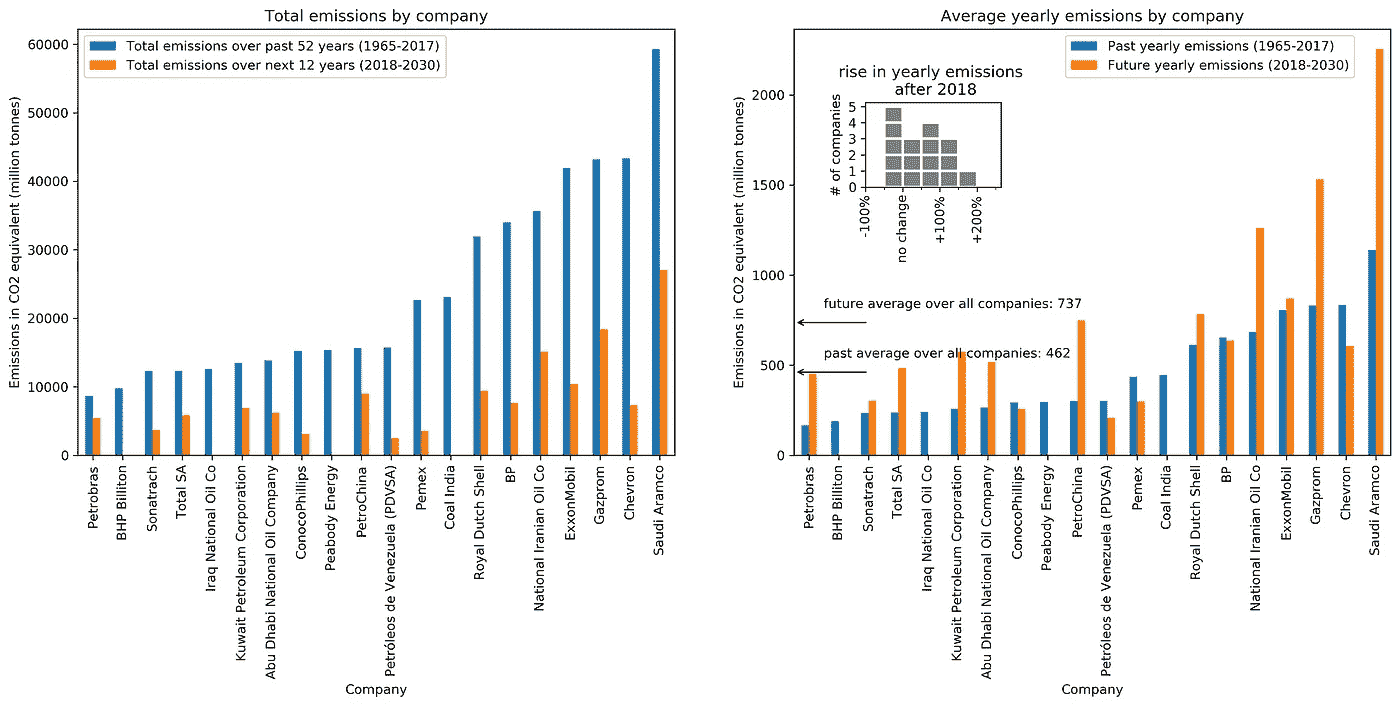 Total emissions by company
Total emissions over past 52 years (1965-2017)
Total emissions over next 12 years (2018-2030)
Emissions in CO2 equivalent (million tonnes)
60000
50000
40000
30000
20000
10000
0
Petrobras
BHP Billiton
Sonatrach
Total SA
Iraq National Oil Co
Kuwait Petroleum Corporation
Abu Dhabi National Oil Company
ConocoPhillips
Peabody Energy
PetroChina
Petróleos de Venezuela (PDVSA)
Pemex
Coal India
Royal Dutch Shell
BP
National Iranian Oil Co
ExxonMobil
Gazprom
Chevron
Saudi Aramco
Company
Average yearly emissions by company
Past yearly emissions (1965-2017)
Future yearly emissions (2018-2030)
Emissions in CO2 equivalent (million tonnes)
2000
1500
1000
500
0
rise in yearly emissions
after 2018
# of companies
5
4
3
2
1
0
-100%
no change
+100%
+200%
future average over all companies: 737
past average over all companies: 462
Petrobras
BHP Billiton
Sonatrach
Total SA
Iraq National Oil Co
Kuwait Petroleum Corporation
Abu Dhabi National Oil Company
ConocoPhillips
Peabody Energy
PetroChina
Petróleos de Venezuela (PDVSA)
Pemex
Coal India
Royal Dutch Shell
BP
National Iranian Oil Co
ExxonMobil
Gazprom
Chevron
Saudi Aramco
Company